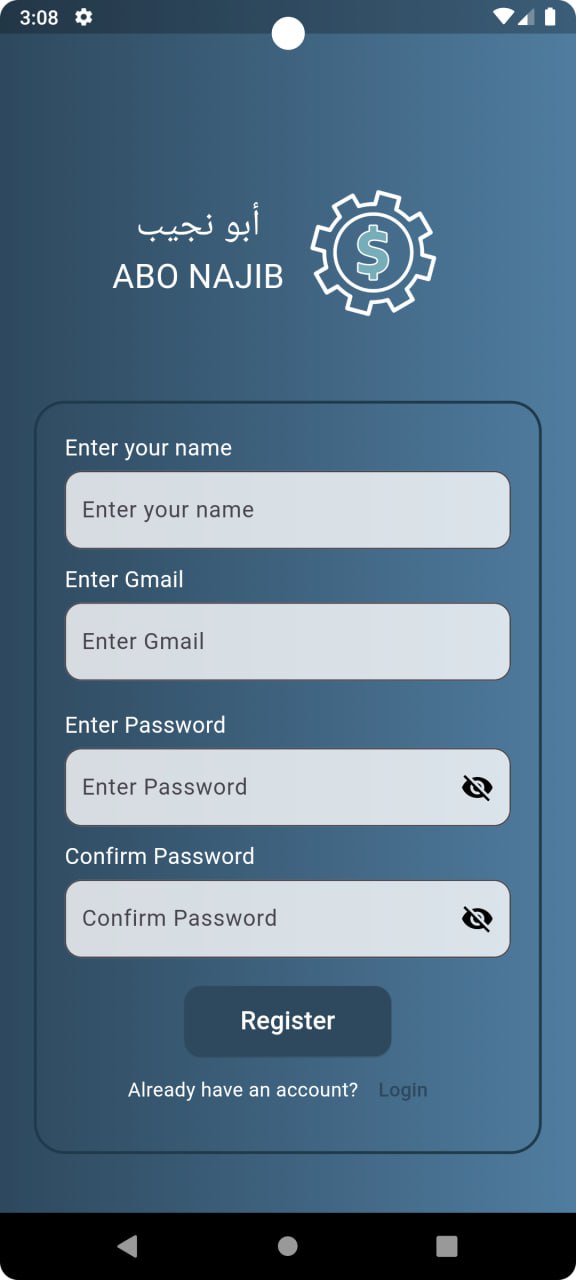 3:08
أبو نجيب
ABO NAJIB
$
Enter your name
Enter your name
Enter Gmail
Enter Gmail
Enter Password
Enter Password
Confirm Password
Confirm Password
Register
Already have an account? Login